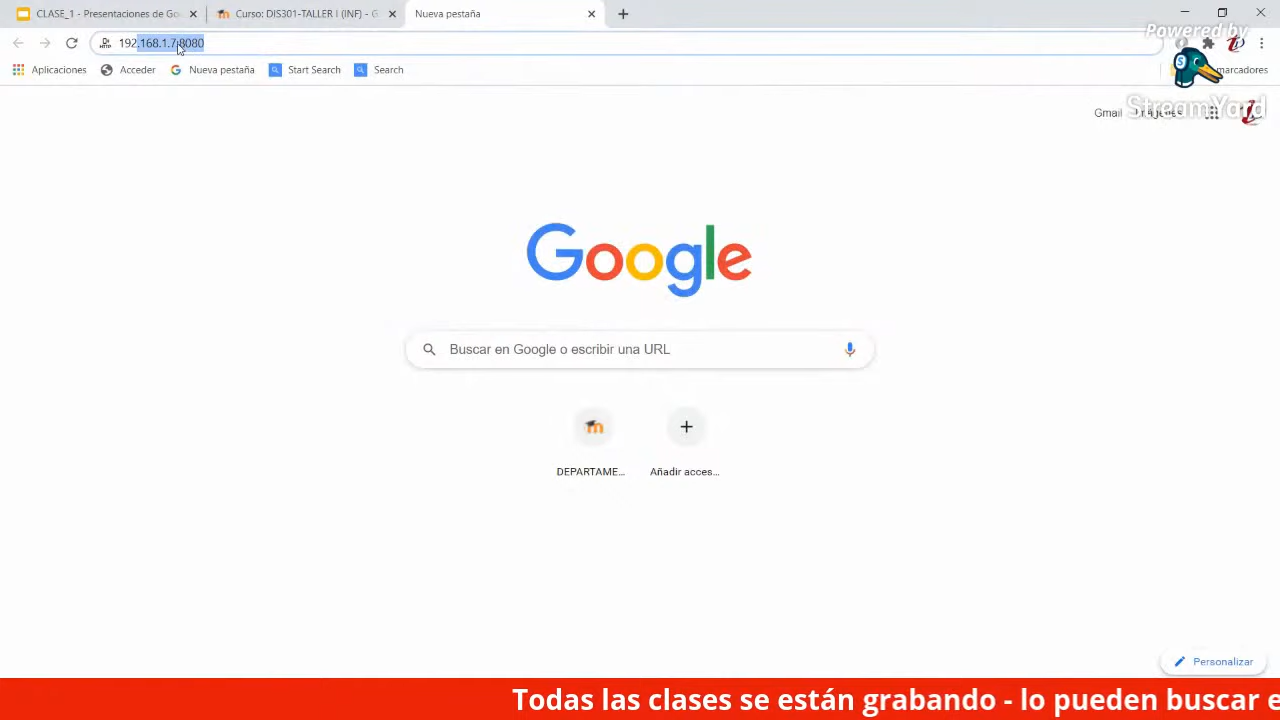 CLASE_1 - Presentaciones de Go
Curso: DIS301-TALLER I (INF) - G
Nueva pestaña
192.168.1.7:8080
Aplicaciones
Acceder
Nueva pestaña
Start Search
Search
marcadores
Powered by
StreamYard
Gmail
Imágenes
Google
Buscar en Google o escribir una URL
DEPARTAME...
Añadir acces...
Personalizar
Todas las clases se están grabando - lo pueden buscar e